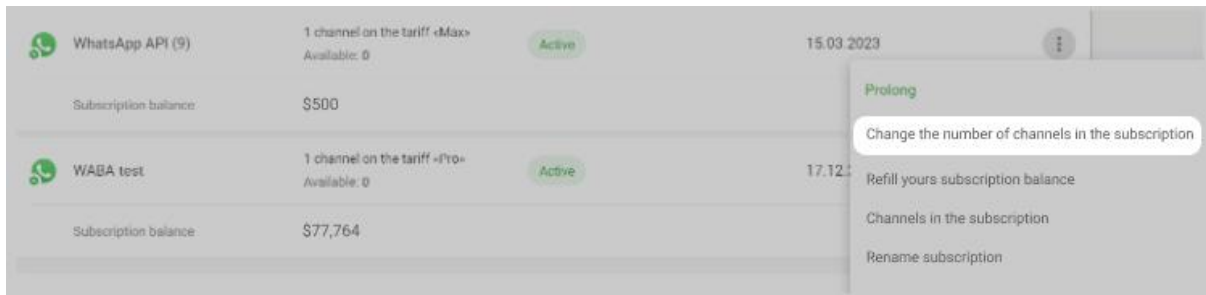 WhatsApp API (9)
1 channel on the tariff «Max»
Available: 0
Active
15.03.2023
Subscription balance
$500
WABA test
1 channel on the tariff «Pro»
Available: 0
Active
17.12.
Subscription balance
$77,764
Prolong
Change the number of channels in the subscription
Refill yours subscription balance
Channels in the subscription
Rename subscription